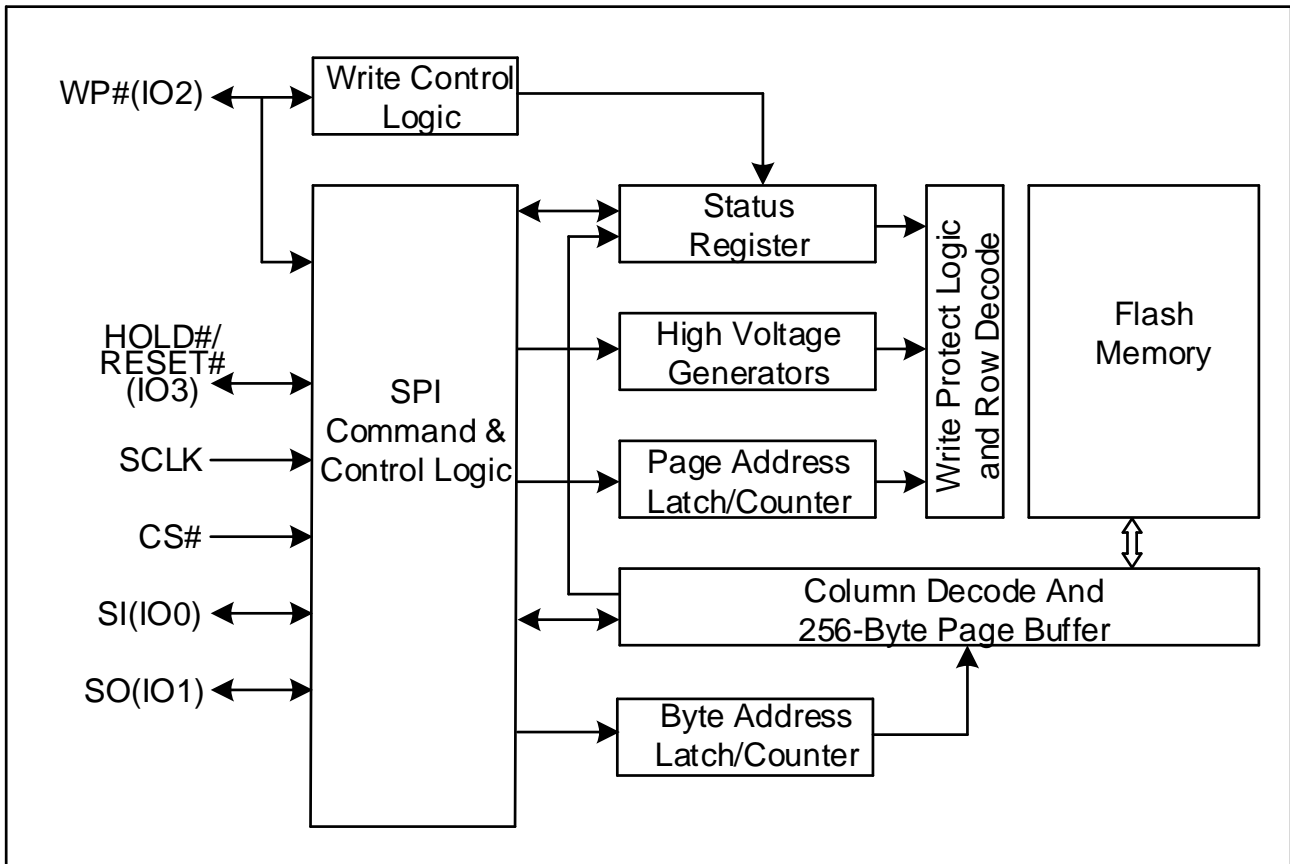 WP#(IO2)
Write Control
Logic
Status
Register
Write Protect Logic
and Row Decode
Flash
Memory
HOLD#/
RESET#
(IO3)
High Voltage
Generators
SPI
Command &
Control Logic
SCLK
Page Address
Latch/Counter
CS#
SI(IO0)
Column Decode And
256-Byte Page Buffer
SO(IO1)
Byte Address
Latch/Counter